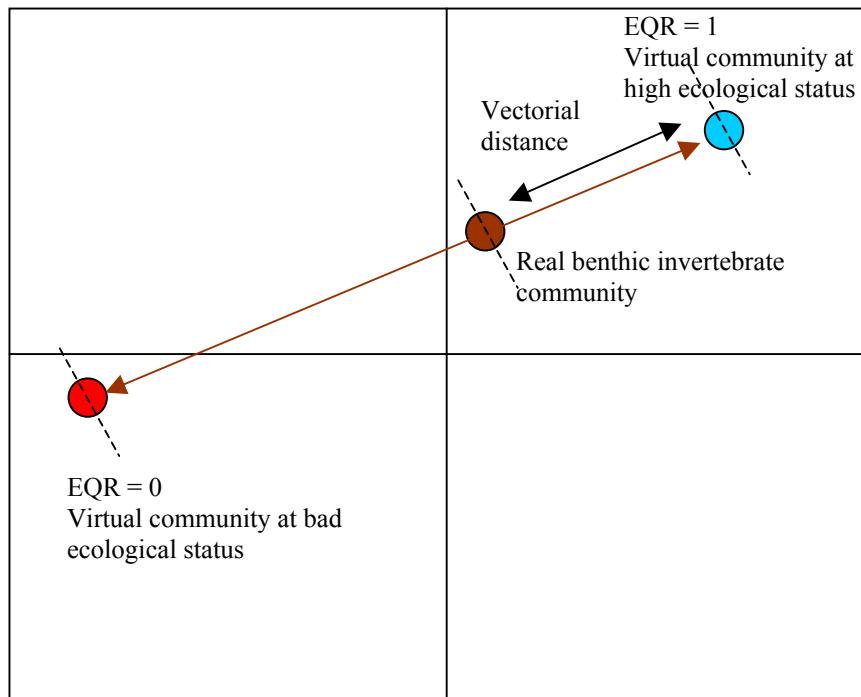 EQR = 1
Virtual community at
high ecological status
Vectorial
distance
Real benthic invertebrate
community
EQR = 0
Virtual community at bad
ecological status